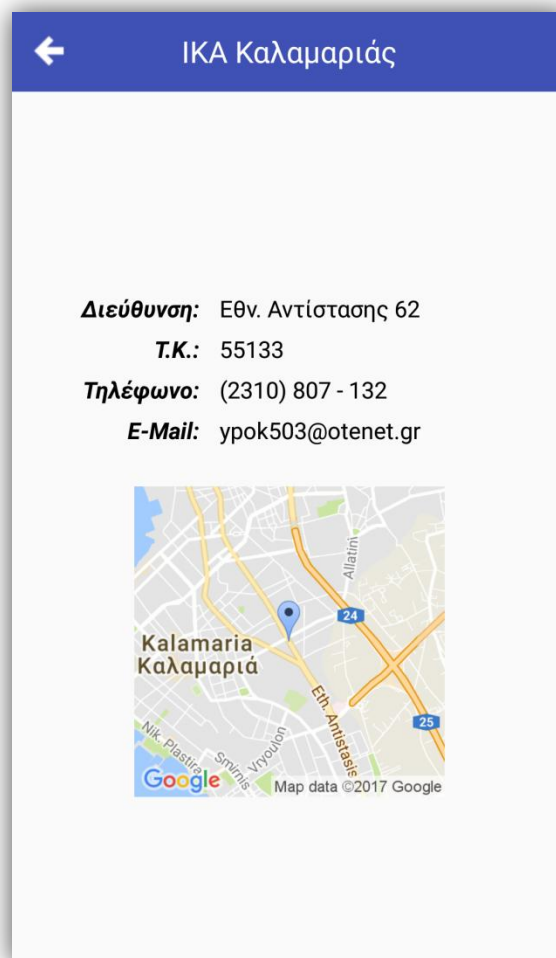 ΙΚΑ Καλαμαριάς
Διεύθυνση: Εθν. Αντίστασης 62
Τ.Κ.: 55133
Τηλέφωνο: (2310) 807 - 132
E-Mail: ypok503@otenet.gr
Allatini
24
Kalamaria
Καλαμαριά
Eth. Antistasis
25
Nik. Plastira
Smirnis
Vryoulon
Google
Map data ©2017 Google